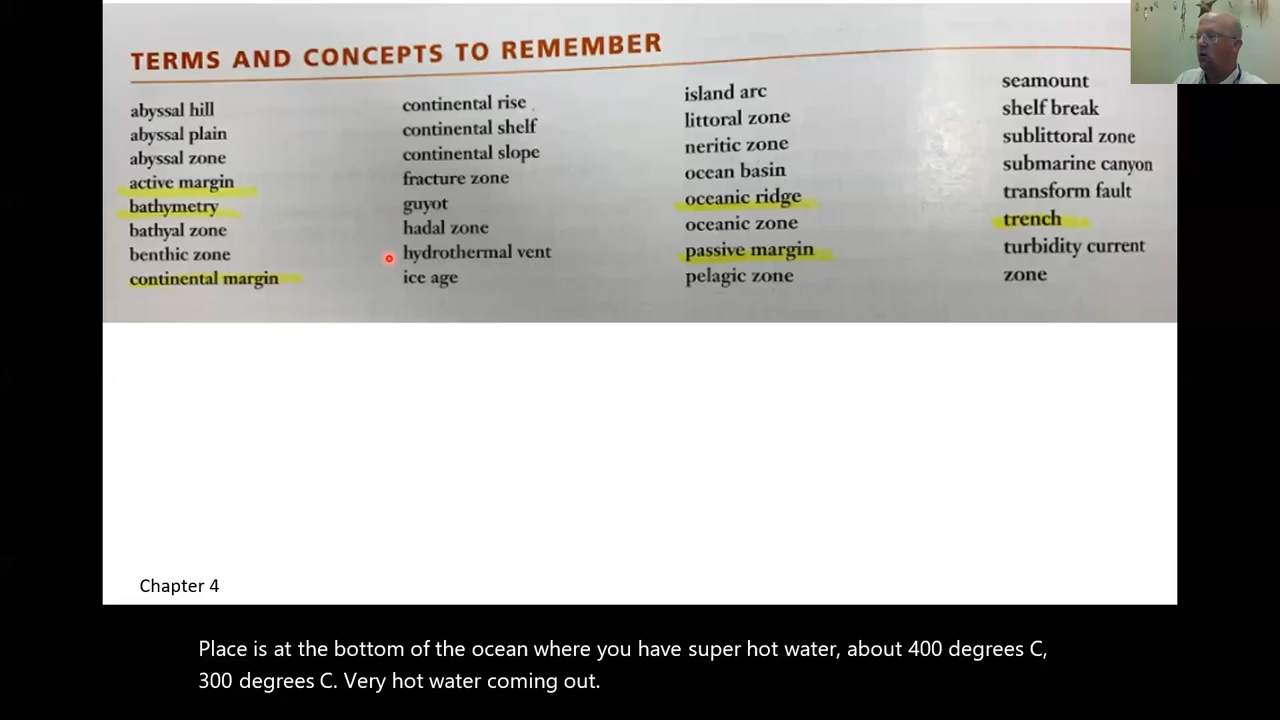 TERMS AND CONCEPTS TO REMEMBER
abyssal hill
abyssal plain
abyssal zone
active margin
bathymetry
bathyal zone
benthic zone
continental margin
continental rise
continental shelf
continental slope
fracture zone
guyot
hadal zone
hydrothermal vent
ice age
island arc
littoral zone
neritic zone
ocean basin
oceanic ridge
oceanic zone
passive margin
pelagic zone
seamount
shelf break
sublittoral zone
submarine canyon
transform fault
trench
turbidity current
zone
Chapter 4
Place is at the bottom of the ocean where you have super hot water, about 400 degrees C,
300 degrees C. Very hot water coming out.